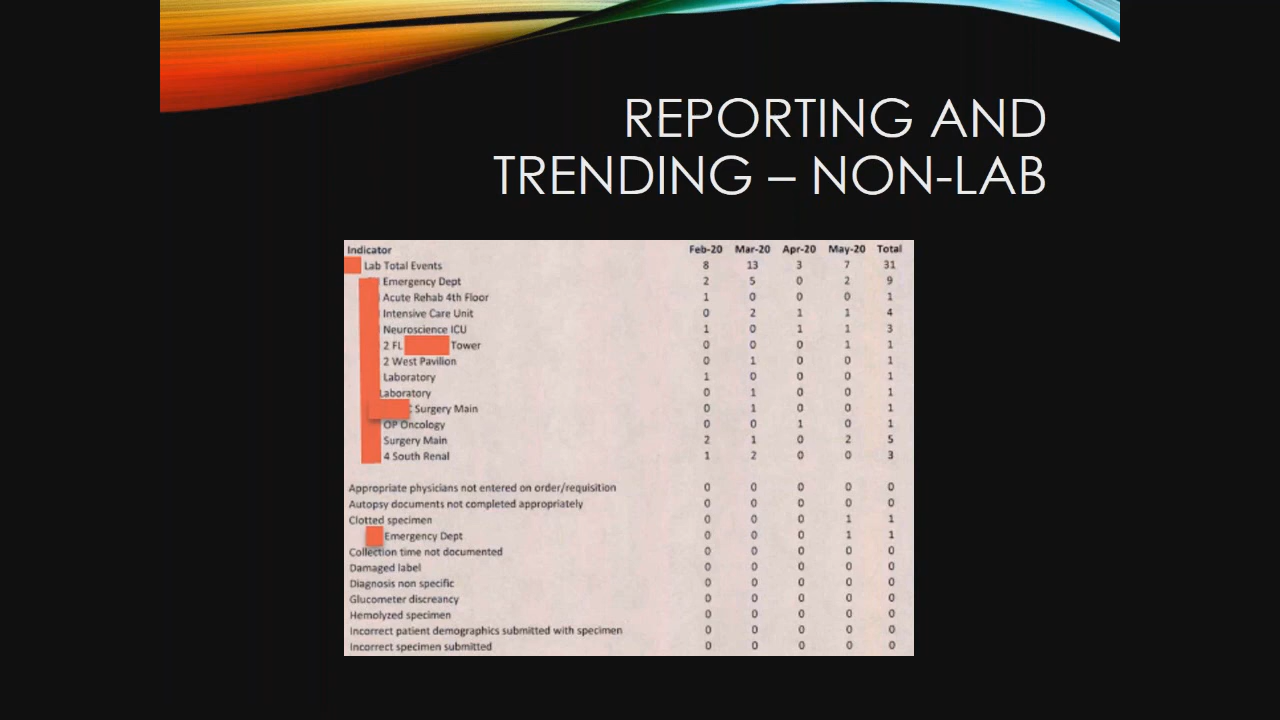 REPORTING AND
TRENDING – NON-LAB
Indicator Feb-20 Mar-20 Apr-20 May-20 Total
Lab Total Events 8 13 3 7 31
Emergency Dept 2 5 0 2 9
Acute Rehab 4th Floor 1 0 0 0 1
Intensive Care Unit 0 2 1 1 4
Neuroscience ICU 1 0 1 1 3
2 FL Tower 0 0 0 1 1
2 West Pavilion 0 1 0 0 1
Laboratory 1 0 0 0 1
Laboratory 0 1 0 0 1
Surgery Main 0 1 0 0 1
OP Oncology 0 0 1 0 1
Surgery Main 2 1 0 2 5
4 South Renal 1 2 0 0 3
Appropriate physicians not entered on order/requisition 0 0 0 0 0
Autopsy documents not completed appropriately 0 0 0 0 0
Clotted specimen 0 0 0 1 1
Emergency Dept 0 0 0 1 1
Collection time not documented 0 0 0 0 0
Damaged label 0 0 0 0 0
Diagnosis non specific 0 0 0 0 0
Glucometer discreancy 0 0 0 0 0
Hemolyzed specimen 0 0 0 0 0
Incorrect patient demographics submitted with specimen 0 0 0 0 0
Incorrect specimen submitted 0 0 0 0 0